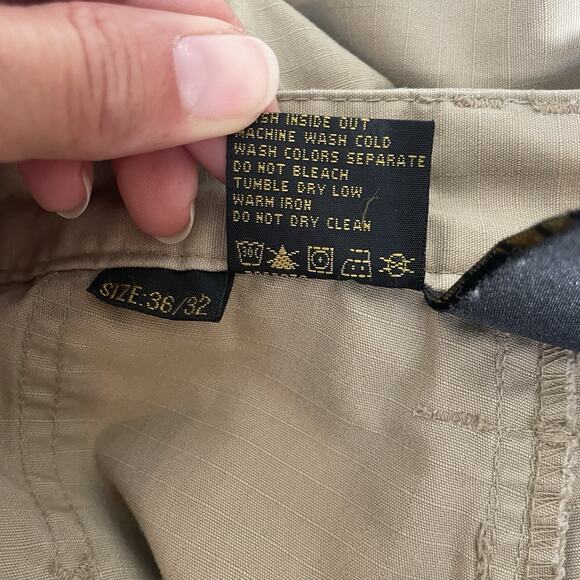 INSIDE OUT
MACHINE WASH COLD
WASH COLORS SEPARATE
DO NOT BLEACH
TUMBLE DRY LOW
WARM IRON
DO NOT DRY CLEAN
SIZE:36/32